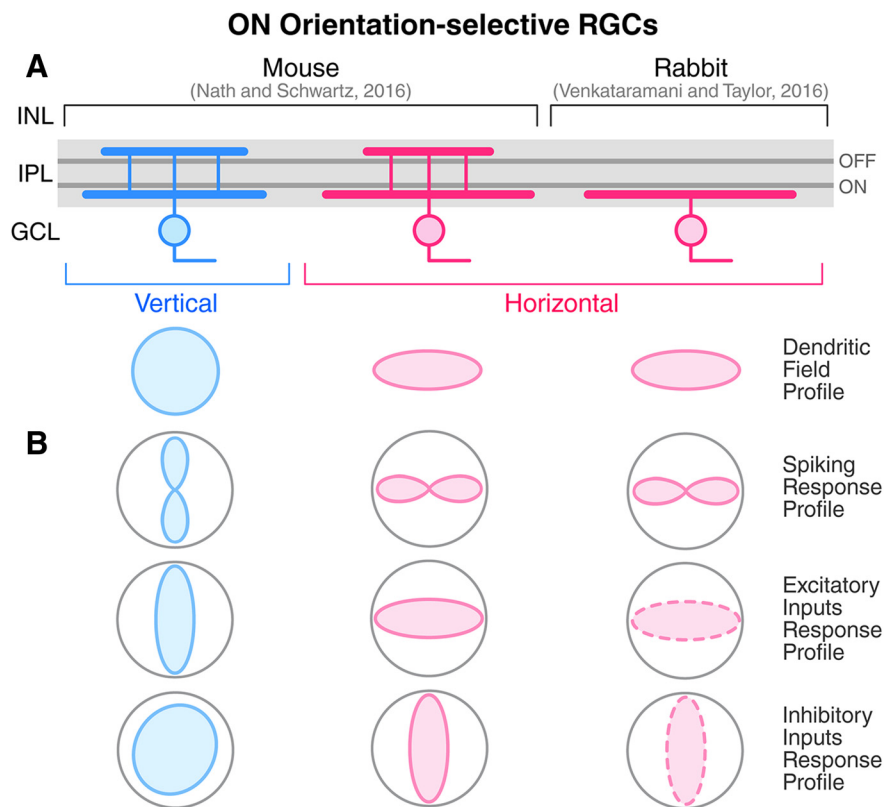 ON Orientation-selective RGCs
A
Mouse
(Nath and Schwartz, 2016)
Rabbit
(Venkataramani and Taylor, 2016)
INL
IPL
OFF
ON
GCL
Vertical
Horizontal
Dendritic
Field
Profile
B
Spiking
Response
Profile
Excitatory
Inputs
Response
Profile
Inhibitory
Inputs
Response
Profile